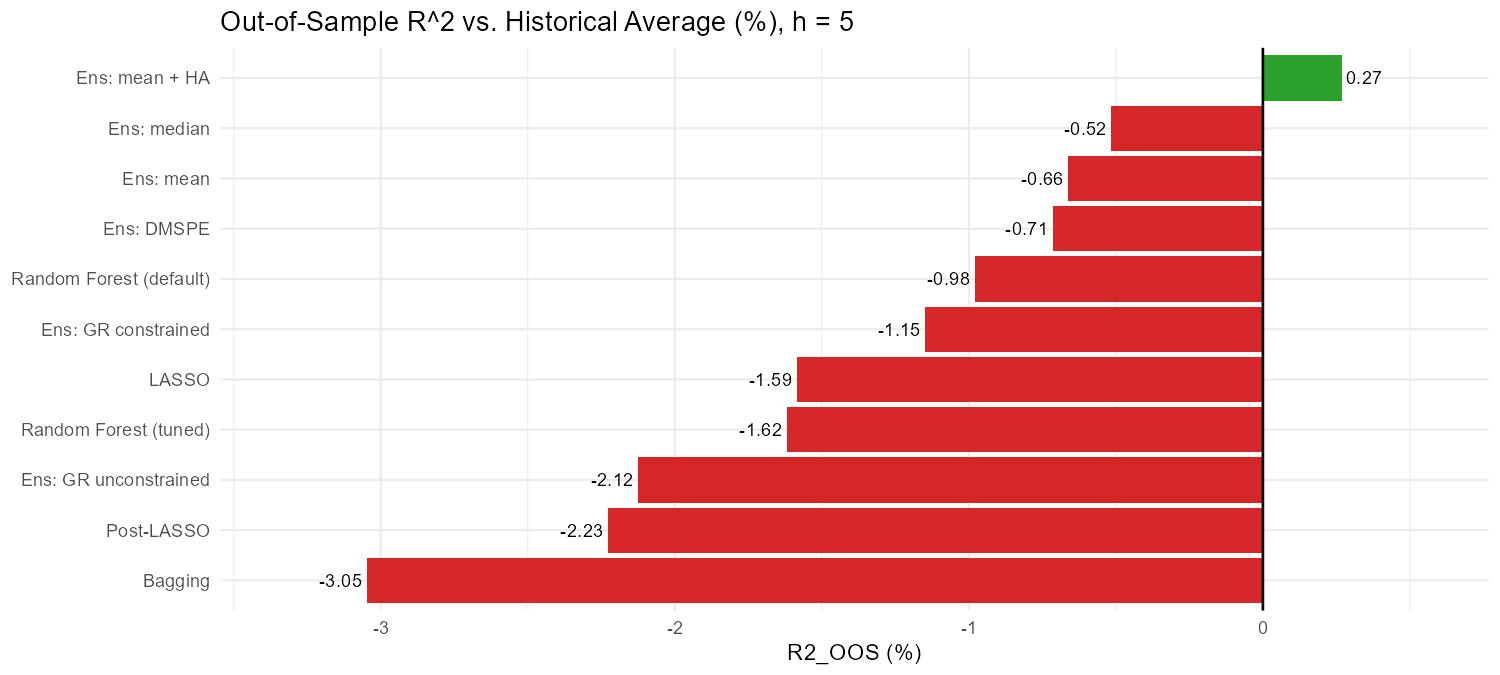 Out-of-Sample R^2 vs. Historical Average (%), h = 5
Ens: mean + HA 0.27
Ens: median -0.52
Ens: mean -0.66
Ens: DMSPE -0.71
Random Forest (default) -0.98
Ens: GR constrained -1.15
LASSO -1.59
Random Forest (tuned) -1.62
Ens: GR unconstrained -2.12
Post-LASSO -2.23
Bagging -3.05
-3 -2 -1 0
R2_OOS (%)